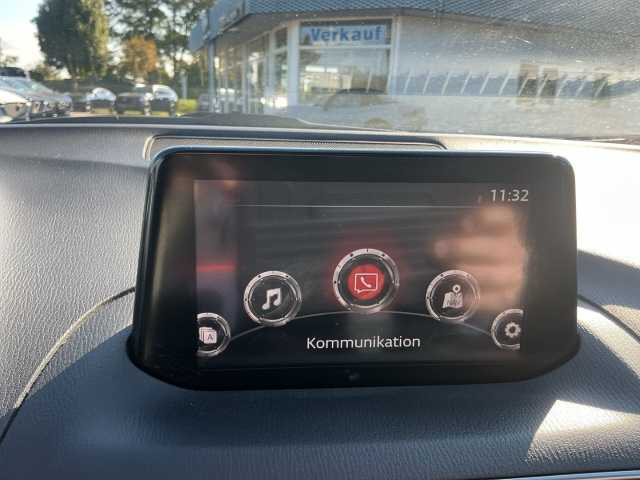 Verkauf
11:32
A
Kommunikation